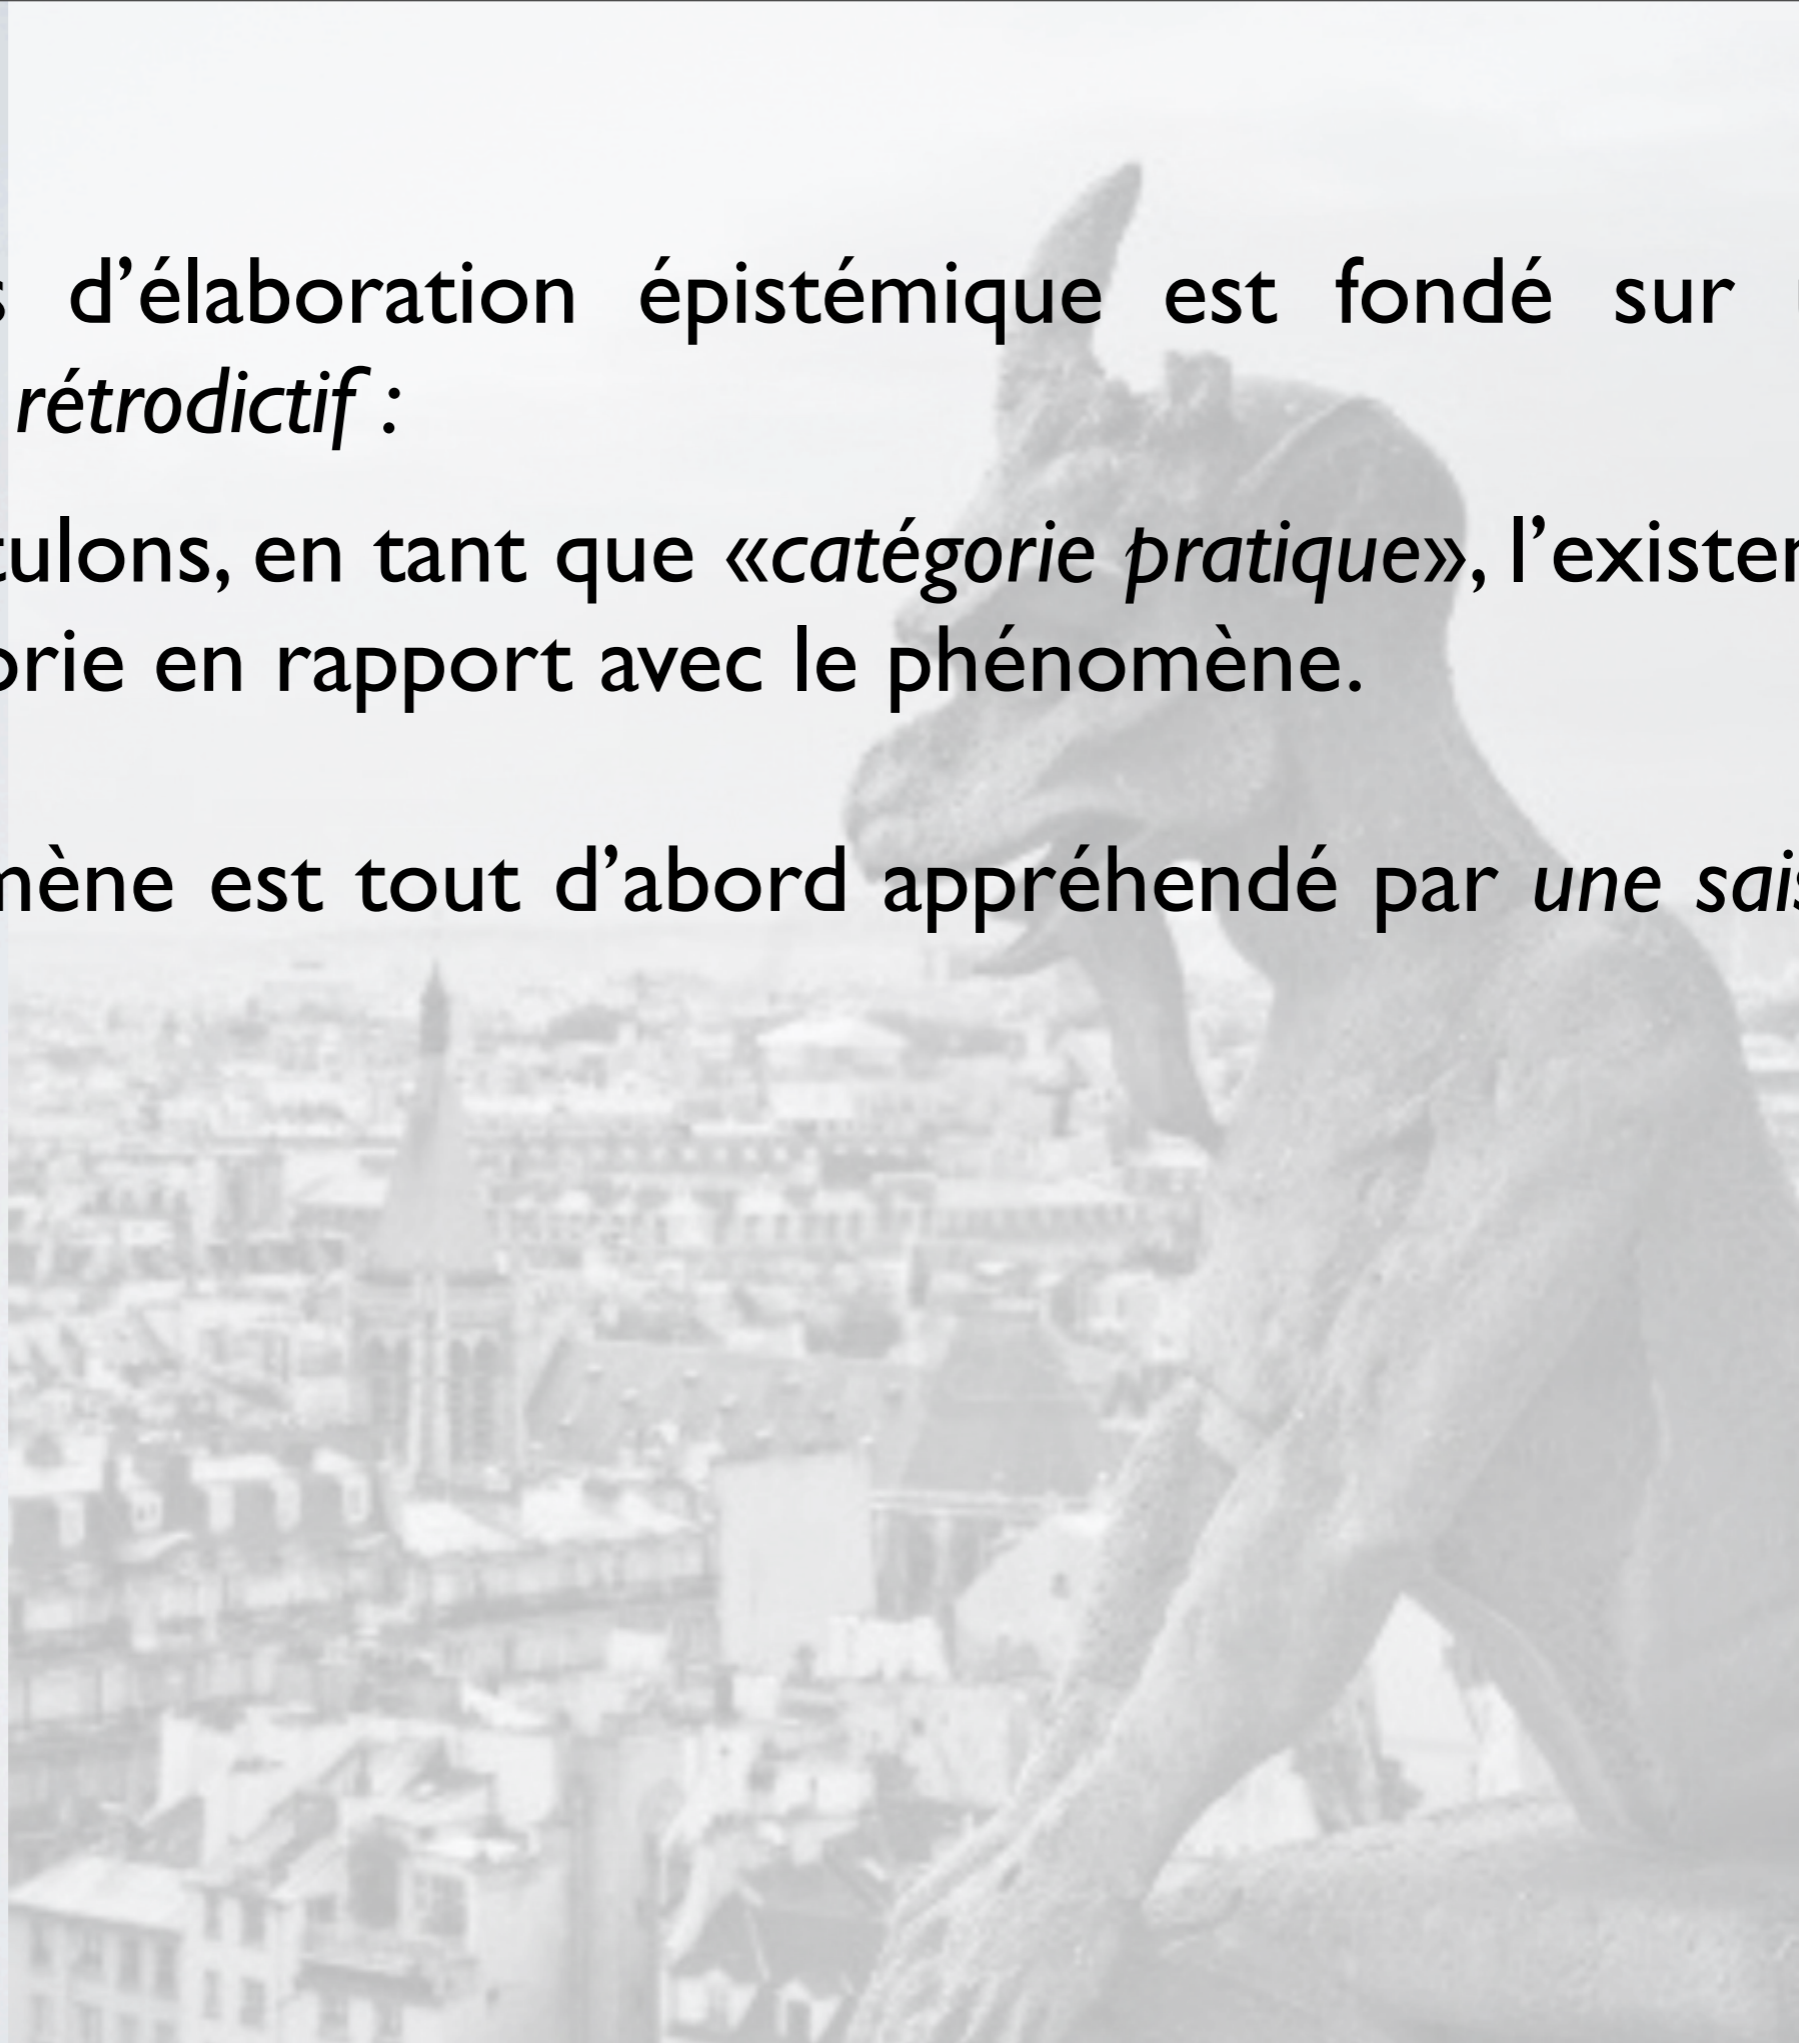 d’élaboration épistémique est fondé sur
rétrodictif :
tulons, en tant que «catégorie pratique», l’existen
orie en rapport avec le phénomène.
mène est tout d’abord appréhendé par une sais